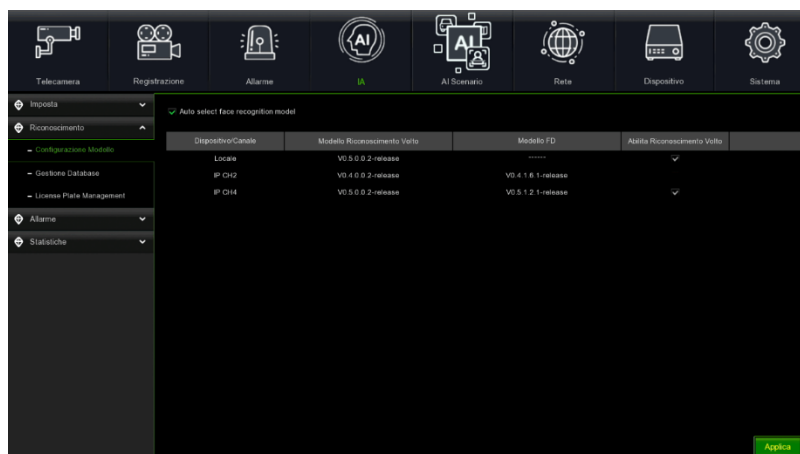 Telecamera Registrazione Allarme IA AI Scenario Rete Dispositivo Sistema
Imposta
Riconoscimento
Configurazione Modello
Gestione Database
License Plate Management
Allarme
Statistiche
Auto select face recognition model
Dispositivo/Canale Modello Riconoscimento Volto Modello FD Abilita Riconoscimento Volto
Locale V0.5.0.0.2-release ------
IP CH2 V0.4.0.0.2-release V0.4.1.6.1-release
IP CH4 V0.5.0.0.2-release V0.5.1.2.1-release
Applica